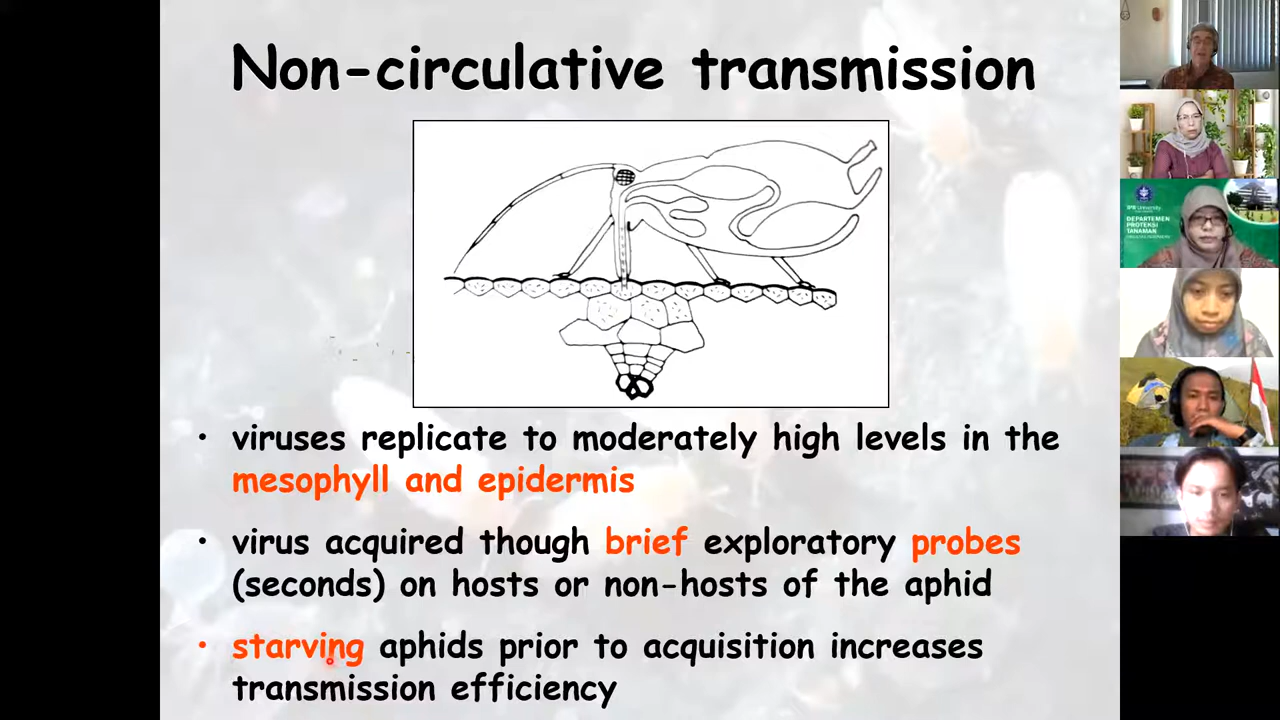 Non-circulative transmission
• viruses replicate to moderately high levels in the
mesophyll and epidermis
• virus acquired though brief exploratory probes
(seconds) on hosts or non-hosts of the aphid
• starving aphids prior to acquisition increases
transmission efficiency
IPB University
DEPARTEMEN
PROTEKSI
TANAMAN